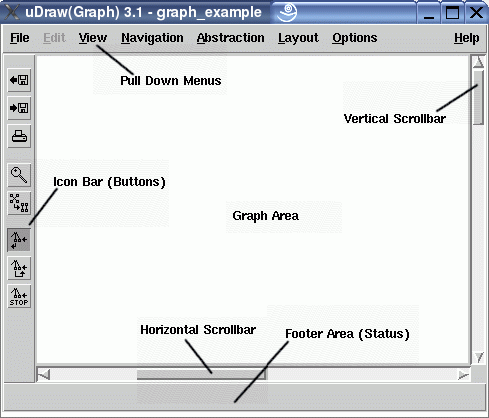 uDraw(Graph) 3.1 - graph_example
File Edit View Navigation Abstraction Layout Options Help
Pull Down Menus
Vertical Scrollbar
Icon Bar (Buttons)
Graph Area
STOP
Horizontal Scrollbar
Footer Area (Status)